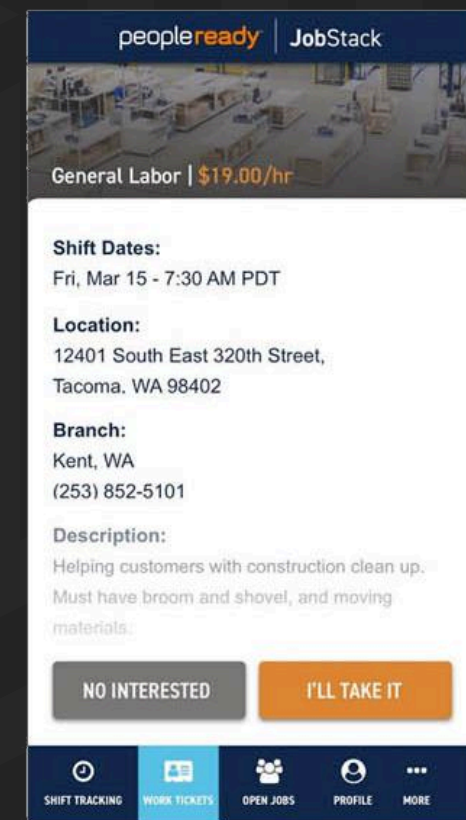 peopleready | JobStack
General Labor | $19.00/hr
Shift Dates:
Fri, Mar 15 - 7:30 AM PDT
Location:
12401 South East 320th Street,
Tacoma. WA 98402
Branch:
Kent, WA
(253) 852-5101
Description:
Helping customers with construction clean up.
Must have broom and shovel, and moving
materials.
NO INTERESTED
I'LL TAKE IT
SHIFT TRACKING
WORK TICKETS
OPEN JOBS
PROFILE
MORE